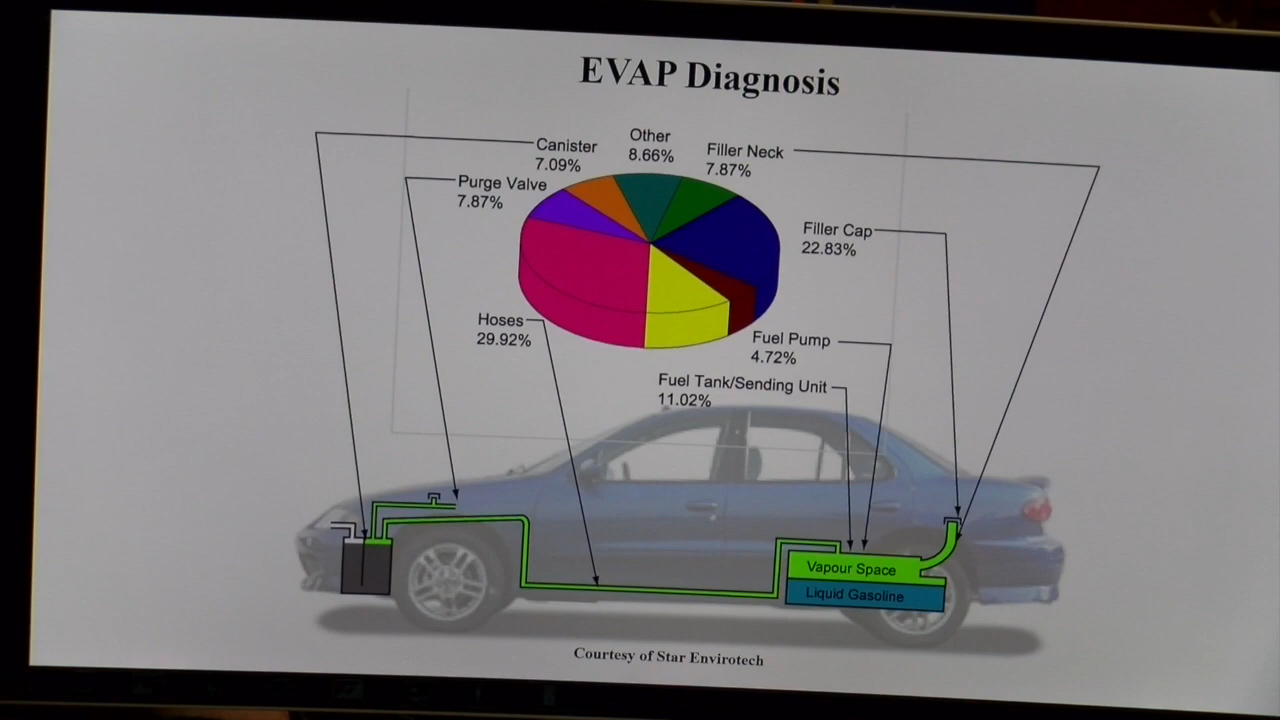 EVAP Diagnosis
Other
8.66%
Canister
7.09%
Filler Neck
7.87%
Purge Valve
7.87%
Filler Cap
22.83%
Hoses
29.92%
Fuel Pump
4.72%
Fuel Tank/Sending Unit
11.02%
Vapour Space
Liquid Gasoline
Courtesy of Star Envirotech